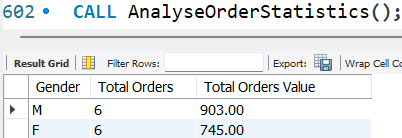 602 CALL AnalyseOrderStatistics();
Result Grid Filter Rows: Export: Wrap Cell Co
Gender Total Orders Total Orders Value
M 6 903.00
F 6 745.00